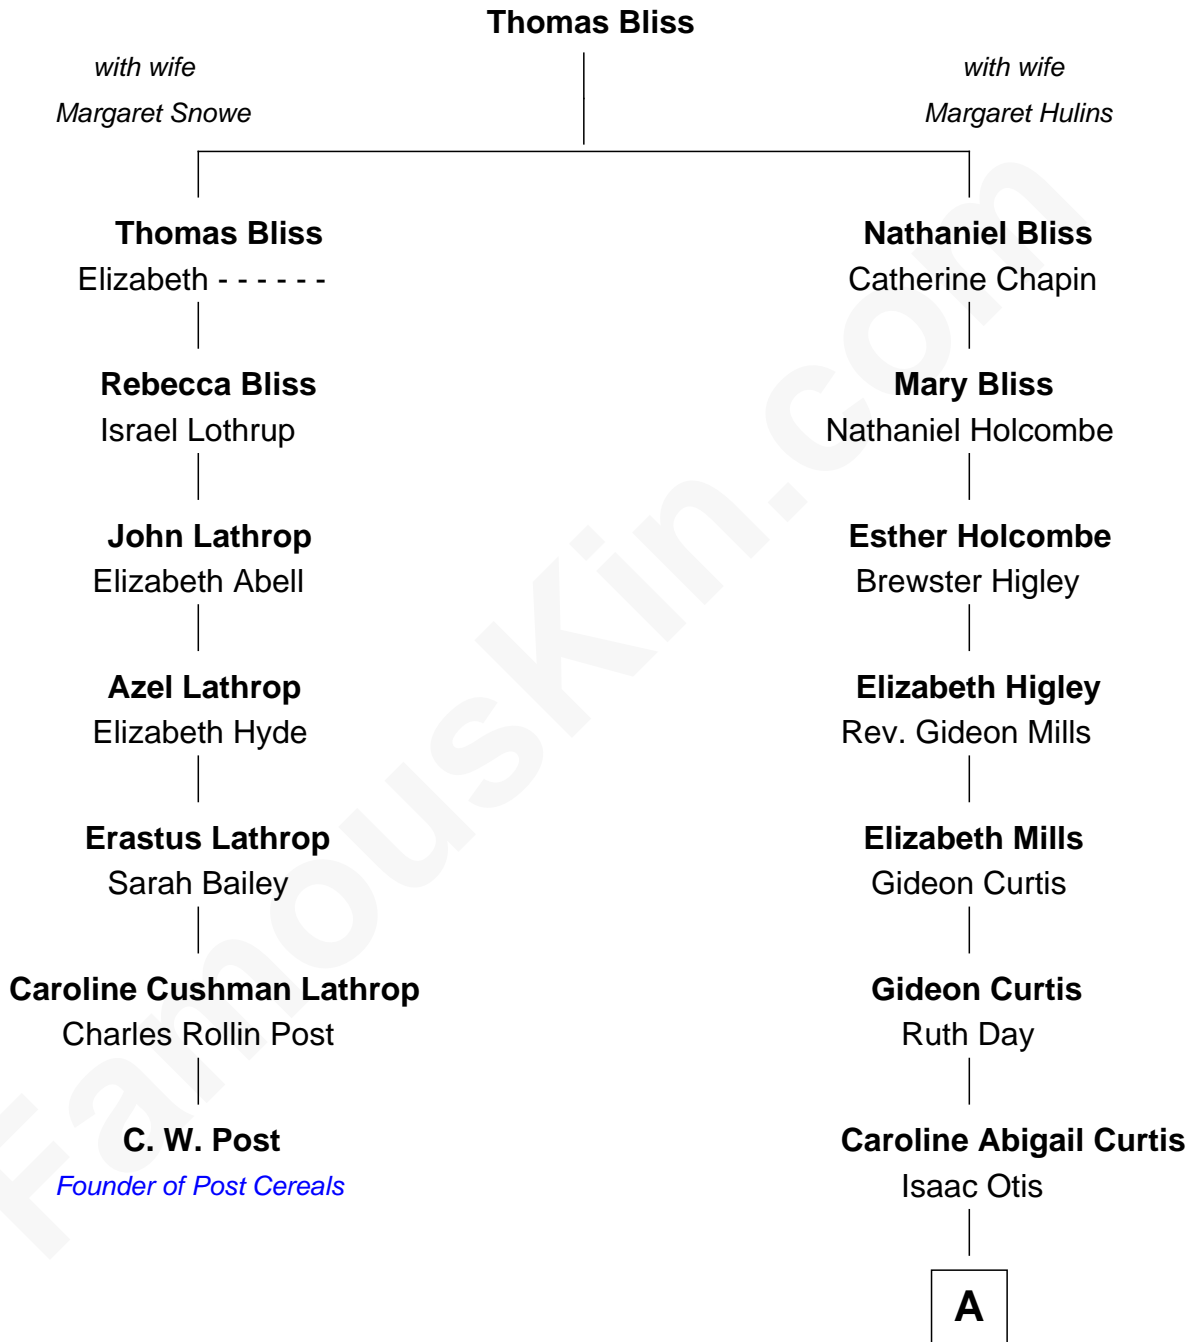 Thomas Bliss
with wife
Margaret Snowe
with wife
Margaret Hulins
Thomas Bliss
Elizabeth - - - - - -
Nathaniel Bliss
Catherine Chapin
Rebecca Bliss
Israel Lothrup
Mary Bliss
Nathaniel Holcombe
John Lathrop
Elizabeth Abell
Esther Holcombe
Brewster Higley
Azel Lathrop
Elizabeth Hyde
Elizabeth Higley
Rev. Gideon Mills
Erastus Lathrop
Sarah Bailey
Elizabeth Mills
Gideon Curtis
Caroline Cushman Lathrop
Charles Rollin Post
Gideon Curtis
Ruth Day
C. W. Post
Founder of Post Cereals
Caroline Abigail Curtis
Isaac Otis
A
FamousKin.com